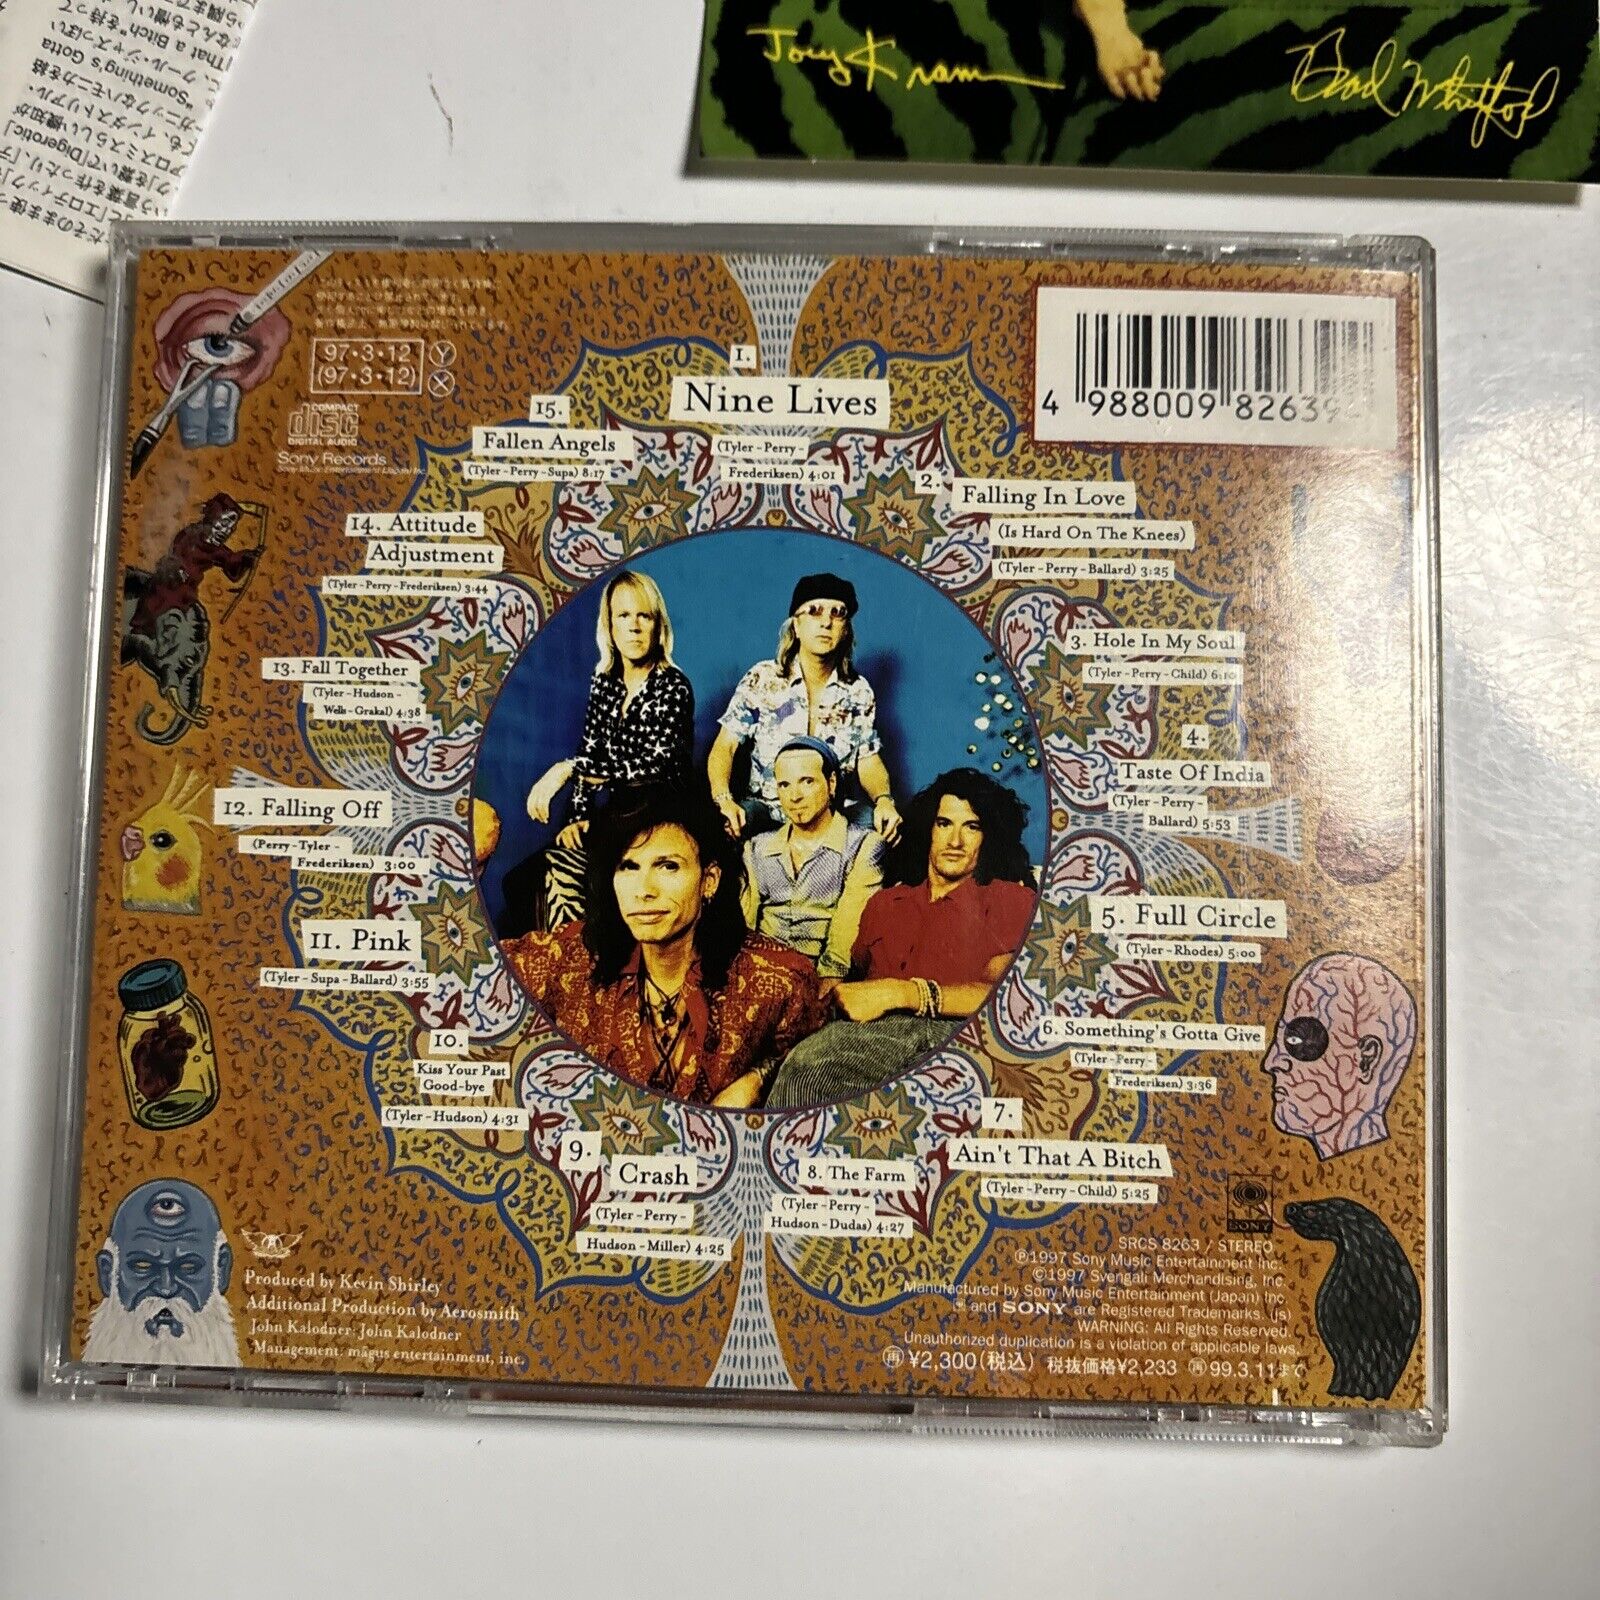 "Something's Gotta
That a Bitch"
Joey Kram
Brad Whitford
97・3・12 Y
(97・3・12) X
COMPACT
disc
DIGITAL AUDIO
Sony Records
4 988009 82639
1.
Nine Lives
(Tyler-Perry-
Frederiksen) 4:01
2.
Falling In Love
(Is Hard On The Knees)
(Tyler-Perry-Ballard) 3:25
3. Hole In My Soul
(Tyler-Perry-Child) 6:10
4.
Taste Of India
(Tyler-Perry-
Ballard) 5:53
5. Full Circle
(Tyler-Rhodes) 5:00
6. Something's Gotta Give
(Tyler-Perry-
Frederiksen) 3:36
7.
Ain't That A Bitch
(Tyler-Perry-Child) 5:25
8. The Farm
(Tyler-Perry-
Hudson-Dudas) 4:27
9.
Crash
(Tyler-Perry-
Hudson-Miller) 4:25
10.
Kiss Your Past
Good-bye
(Tyler-Hudson) 4:31
11. Pink
(Tyler-Supa-Ballard) 3:55
12. Falling Off
(Perry-Tyler-
Frederiksen) 3:00
13. Fall Together
(Tyler-Hudson-
Wells-Grakal) 4:38
14. Attitude
Adjustment
(Tyler-Perry-Frederiksen) 3:44
15.
Fallen Angels
(Tyler-Perry-Supa) 8:17
Produced by Kevin Shirley
Additional Production by Aerosmith
John Kalodner: John Kalodner
Management: mâgus entertainment, inc.
SONY
SRCS 8263 / STEREO
℗1997 Sony Music Entertainment Inc.
©1997 Svengali Merchandising, Inc.
Manufactured by Sony Music Entertainment (Japan) Inc.
and SONY are Registered Trademarks. (js)
WARNING: All Rights Reserved.
Unauthorized duplication is a violation of applicable laws.
㊢¥2,300(税込) 税抜価格¥2,233 ㊢99.3.11まで